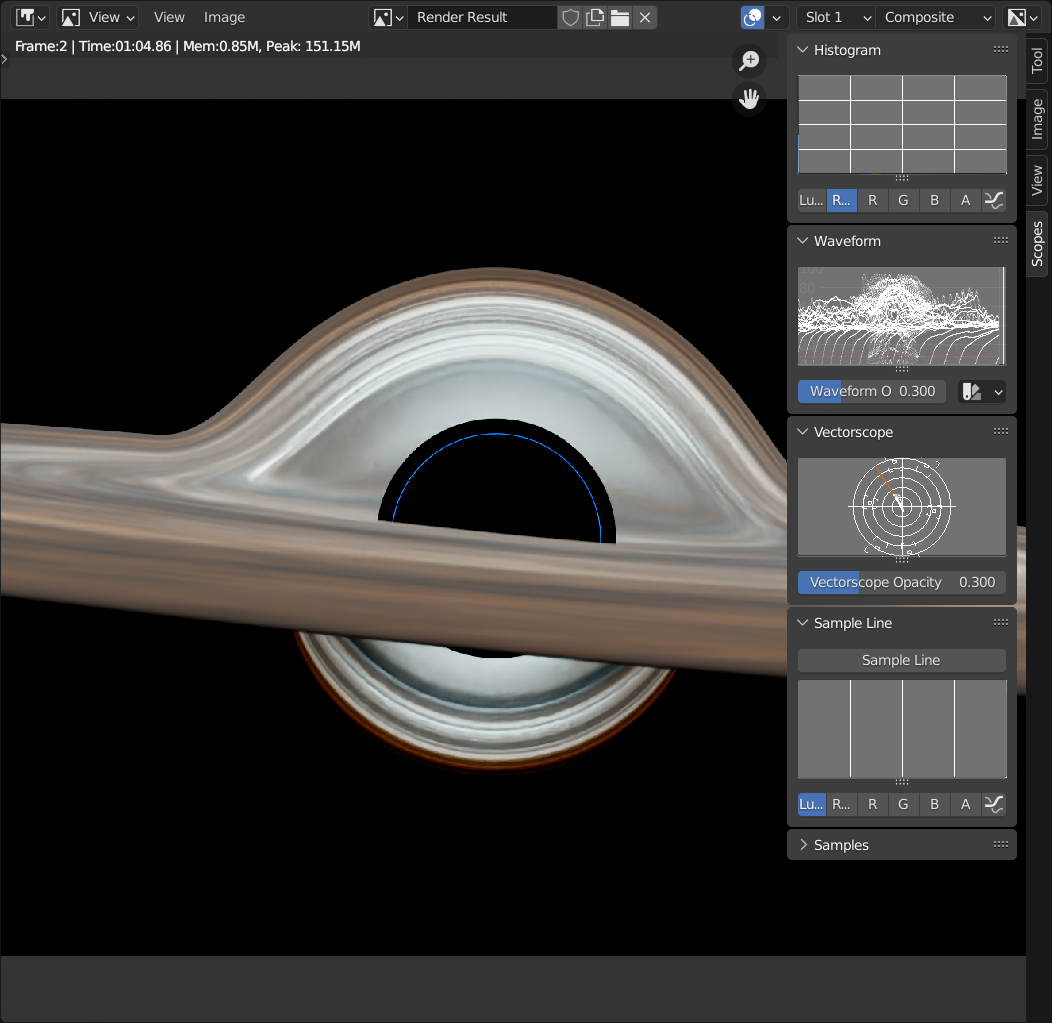 View View Image Render Result Slot 1 Composite
Frame:2 | Time:01:04.86 | Mem:0.85M, Peak: 151.15M
Histogram
Lu... R... R G B A
Waveform
100
80
Waveform O 0.300
Vectorscope
Vectorscope Opacity 0.300
Sample Line
Sample Line
Lu... R... R G B A
Samples
Tool
Image
View
Scopes